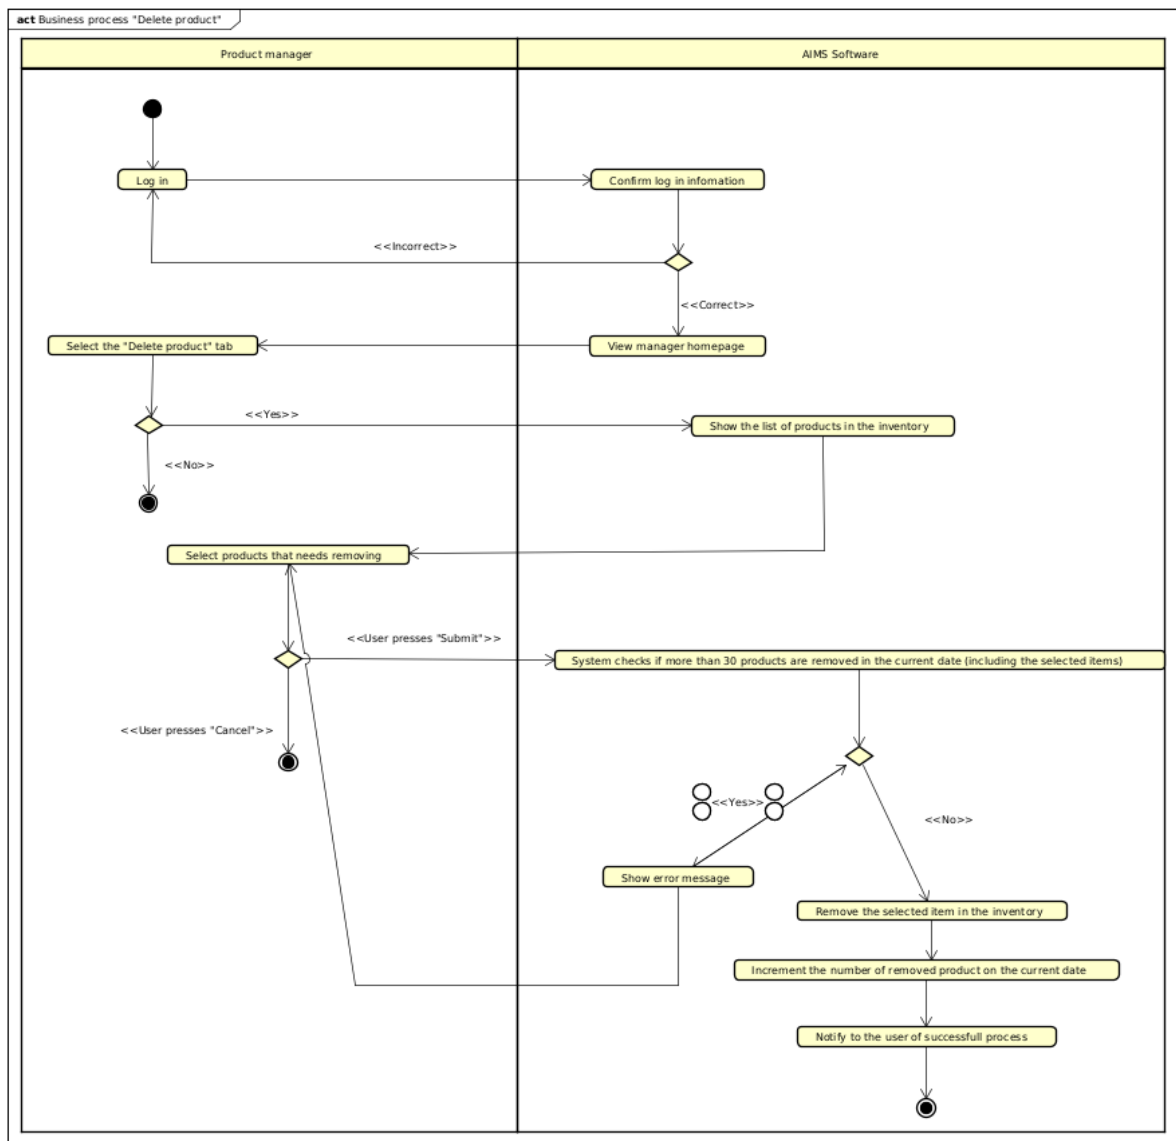 act Business process "Delete product"
Product manager
AIMS Software
Log in
Confirm log in infomation
<<Incorrect>>
<<Correct>>
Select the "Delete product" tab
View manager homepage
<<Yes>>
Show the list of products in the inventory
<<No>>
Select products that needs removing
<<User presses "Submit">>
System checks if more than 30 products are removed in the current date (including the selected items)
<<User presses "Cancel">>
<<Yes>>
<<No>>
Show error message
Remove the selected item in the inventory
Increment the number of removed product on the current date
Notify to the user of successfull process